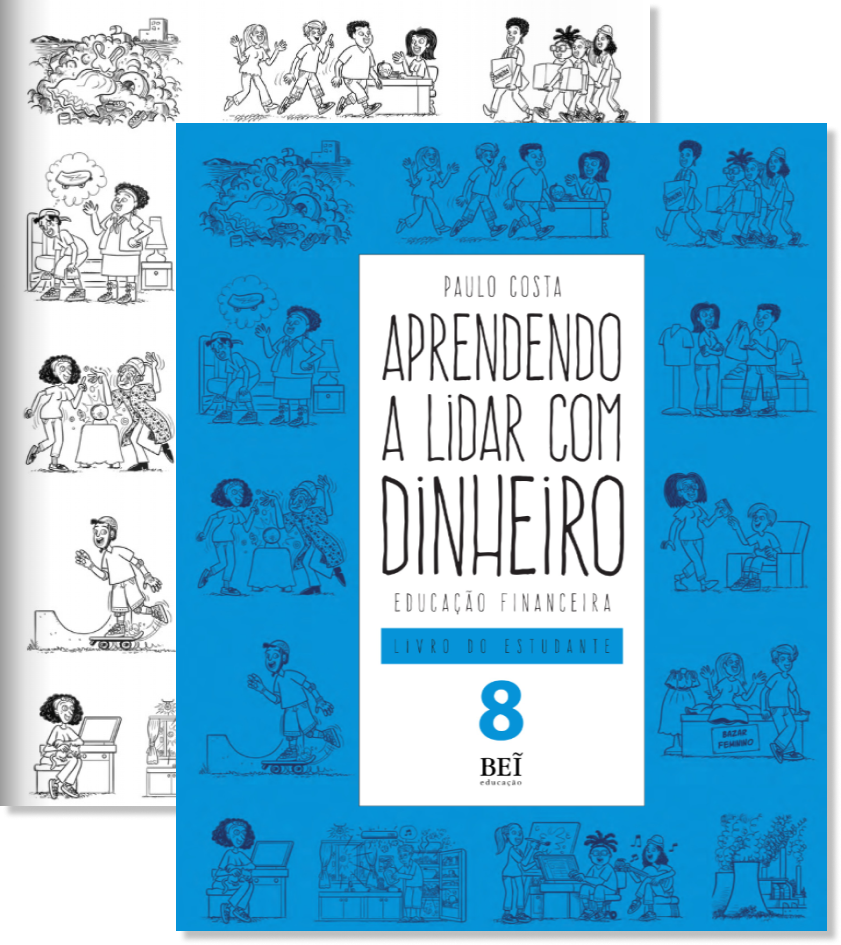 PAULO COSTA
APRENDENDO
A LIDAR COM
DINHEIRO
EDUCAÇÃO FINANCEIRA
LIVRO DO ESTUDANTE
8
BEĨ
educação
BAZAR
FEMININO